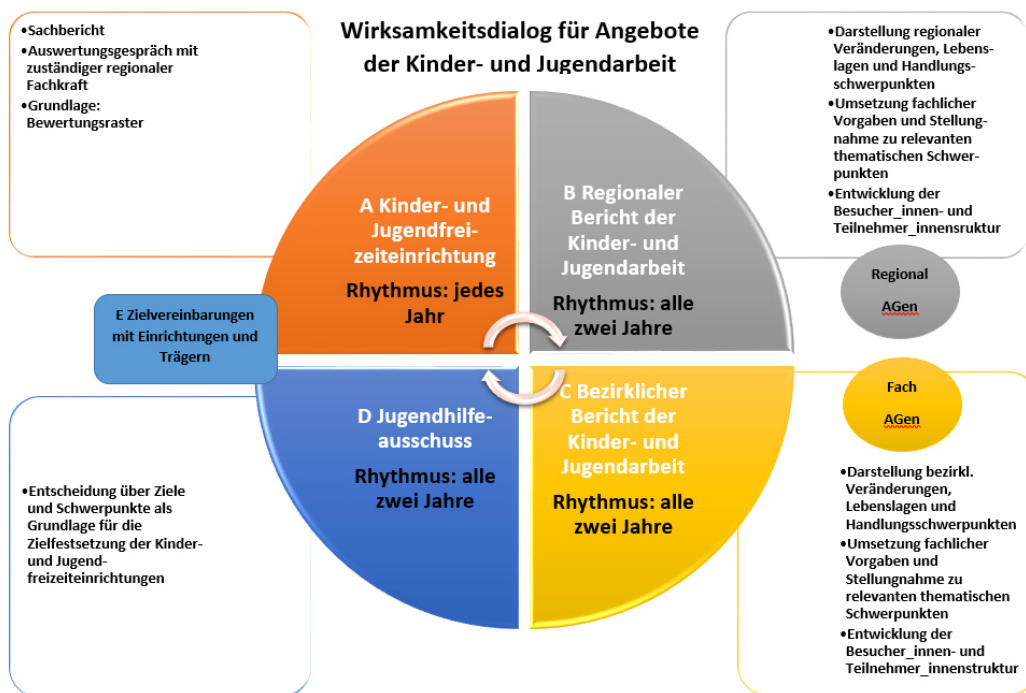 Wirksamkeitsdialog für Angebote
der Kinder- und Jugendarbeit
•Sachbericht
•Auswertungsgespräch mit
zuständiger regionaler
Fachkraft
•Grundlage:
Bewertungsraster
•Darstellung regionaler
Veränderungen, Lebens-
lagen und Handlungs-
schwerpunkten
•Umsetzung fachlicher
Vorgaben und Stellung-
nahme zu relevanten
thematischen Schwer-
punkten
•Entwicklung der
Besucher_innen- und
Teilnehmer_innensruktur
A Kinder- und
Jugendfrei-
zeiteinrichtung
Rhythmus: jedes
Jahr
B Regionaler
Bericht der
Kinder- und
Jugendarbeit
Rhythmus: alle
zwei Jahre
Regional
AGen
E Zielvereinbarungen
mit Einrichtungen und
Trägern
D Jugendhilfe-
ausschuss
Rhythmus: alle
zwei Jahre
C Bezirklicher
Bericht der
Kinder- und
Jugendarbeit
Rhythmus: alle
zwei Jahre
Fach
AGen
•Entscheidung über Ziele
und Schwerpunkte als
Grundlage für die
Zielfestsetzung der Kinder-
und Jugend-
freizeiteinrichtungen
•Darstellung bezirkl.
Veränderungen,
Lebenslagen und
Handlungsschwerpunkten
•Umsetzung fachlicher
Vorgaben und
Stellungnahme zu
relevanten thematischen
Schwerpunkten
•Entwicklung der
Besucher_innen- und
Teilnehmer_innenstruktur